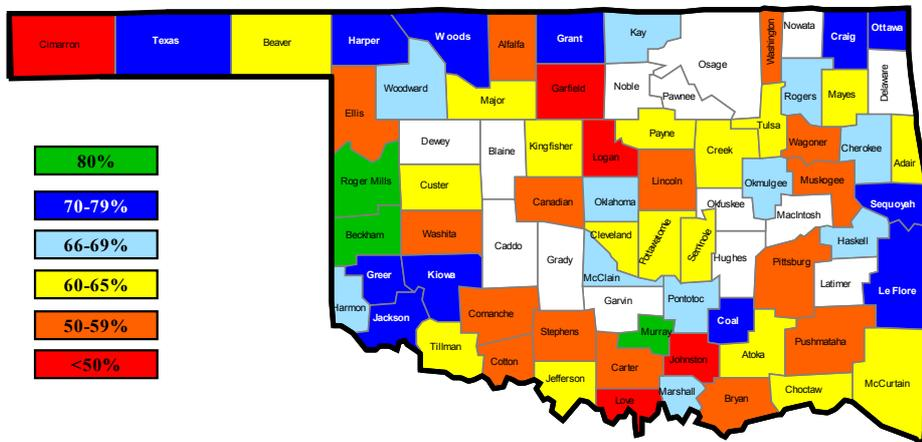 Cimarron Texas Beaver Harper Woods Alfalfa Grant Kay Osage Washington Nowata Craig Ottawa
Ellis Woodward Major Garfield Noble Pawnee Rogers Mayes Delaware
Dewey Blaine Kingfisher Logan Payne Creek Tulsa Wagoner Cherokee Adair
80%
Roger Mills Custer Canadian Oklahoma Lincoln Okfuskee Okmulgee Muskogee Sequoyah
70-79%
Beckham Washita Caddo Grady Cleveland Pottawatomie Seminole Hughes MacIntosh Haskell
66-69%
Harmon Greer Kiowa McClain Pittsburg Latimer Le Flore
60-65%
Jackson Comanche Garvin Pontotoc Coal
50-59%
Tillman Cotton Stephens Murray Johnston Atoka Pushmataha
<50%
Jefferson Carter Love Marshall Bryan Choctaw McCurtain